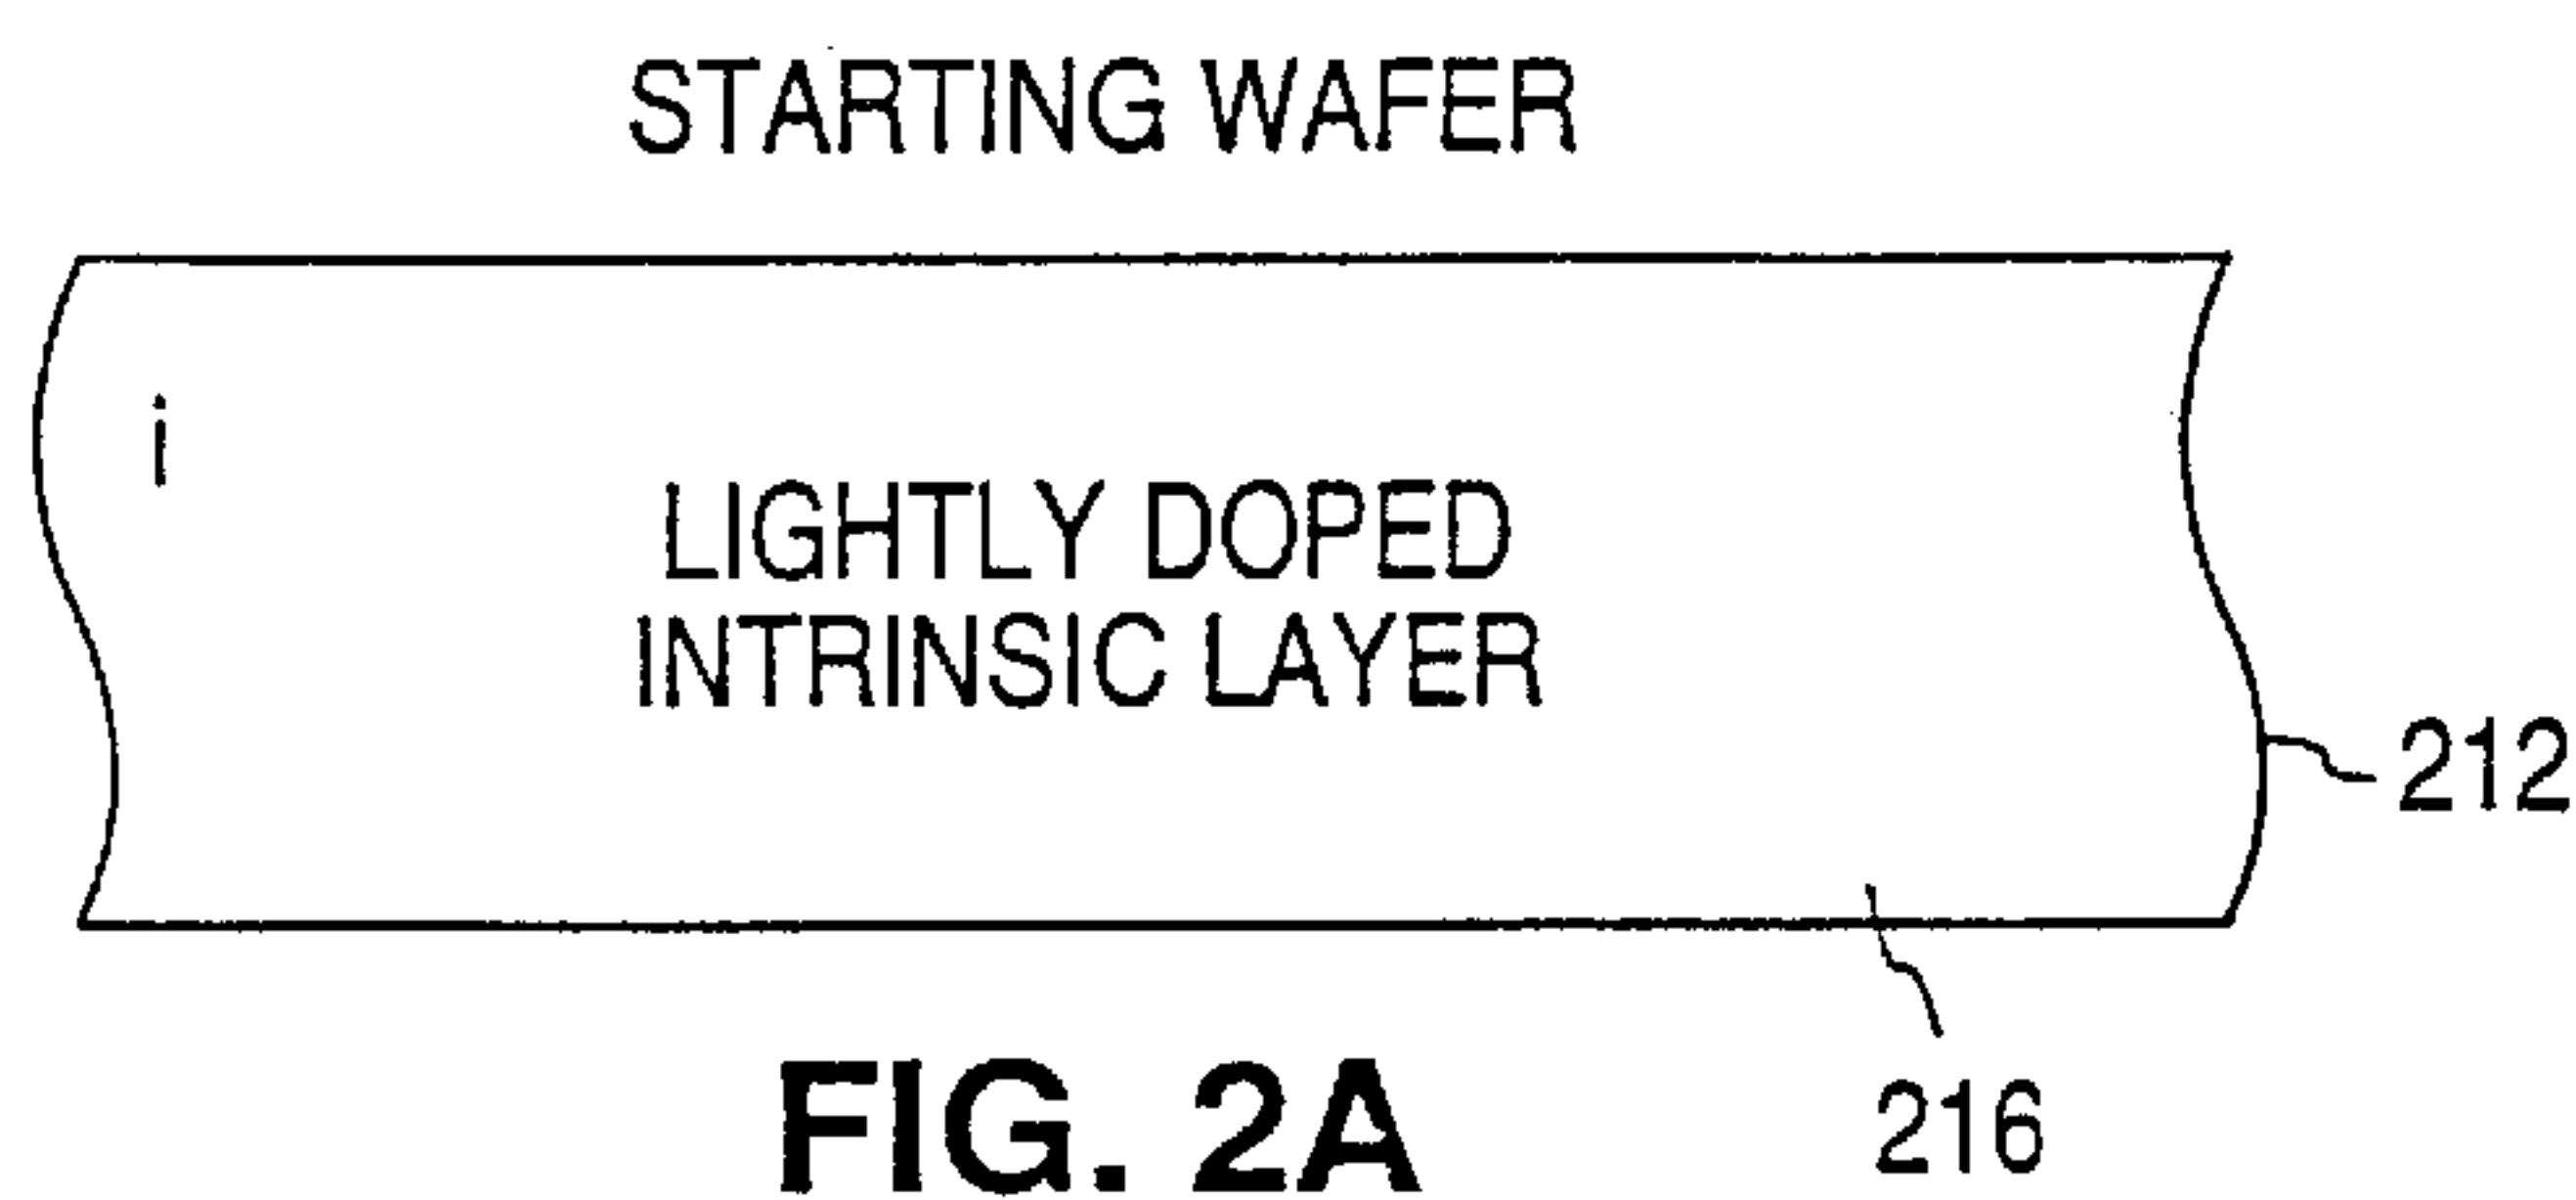 STARTING WAFER
i
LIGHTLY DOPED
INTRINSIC LAYER
212
216
FIG. 2A